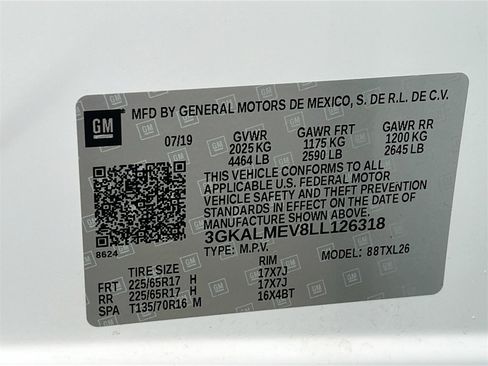 GM MFD BY GENERAL MOTORS DE MEXICO, S. DE R.L. DE C.V.
07/19 GVWR GAWR FRT GAWR RR
2025 KG 1175 KG 1200 KG
4464 LB 2590 LB 2645 LB
THIS VEHICLE CONFORMS TO ALL
APPLICABLE U.S. FEDERAL MOTOR
VEHICLE SAFETY AND THEFT PREVENTION
STANDARDS IN EFFECT ON THE DATE OF
MANUFACTURE SHOWN ABOVE.
3GKALMEV8LL126318
8624 TYPE: M.P.V. MODEL: 88TXL26
TIRE SIZE RIM
FRT 225/65R17 H 17X7J
RR 225/65R17 H 17X7J
SPA T135/70R16 M 16X4BT